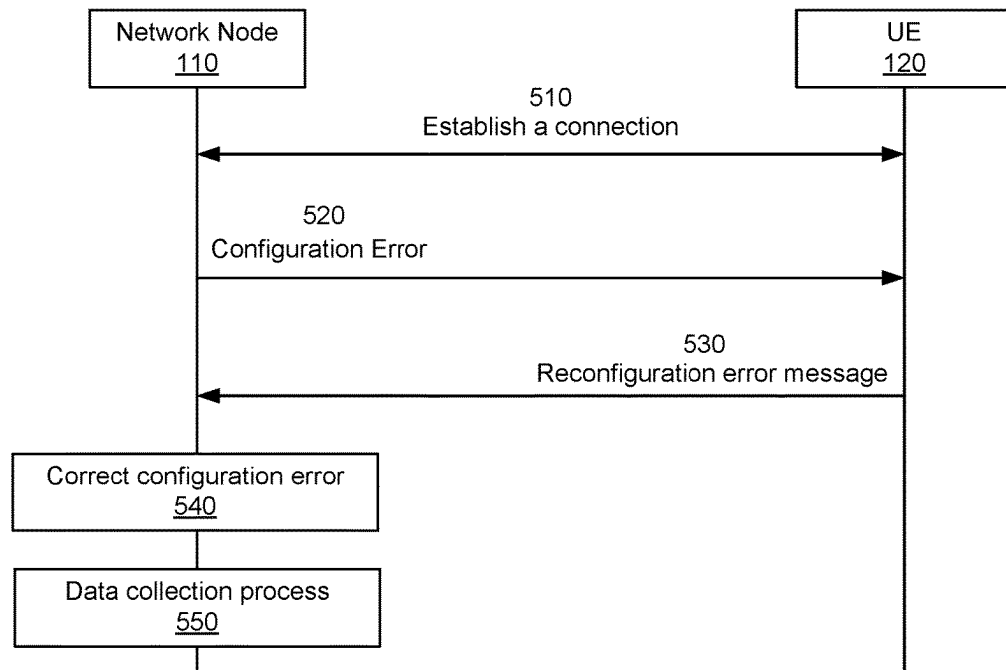 Network Node
110
UE
120
510
Establish a connection
520
Configuration Error
530
Reconfiguration error message
Correct configuration error
540
Data collection process
550